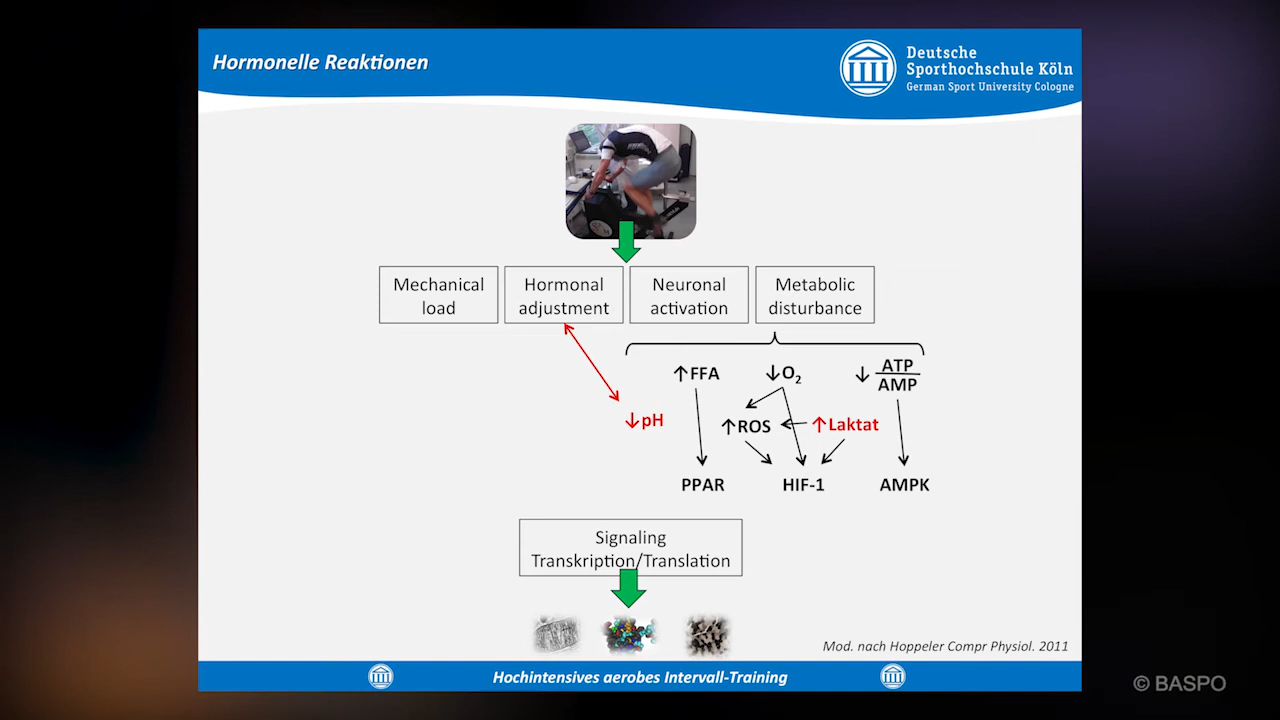 Hormonelle Reaktionen
Deutsche
Sporthochschule Köln
German Sport University Cologne
Mechanical
load
Hormonal
adjustment
Neuronal
activation
Metabolic
disturbance
↑FFA
↓O₂
↓ ATP
AMP
↓pH
↑ROS
↑Laktat
PPAR
HIF-1
AMPK
Signaling
Transkription/Translation
Mod. nach Hoppeler Compr Physiol. 2011
Hochintensives aerobes Intervall-Training
© BASPO